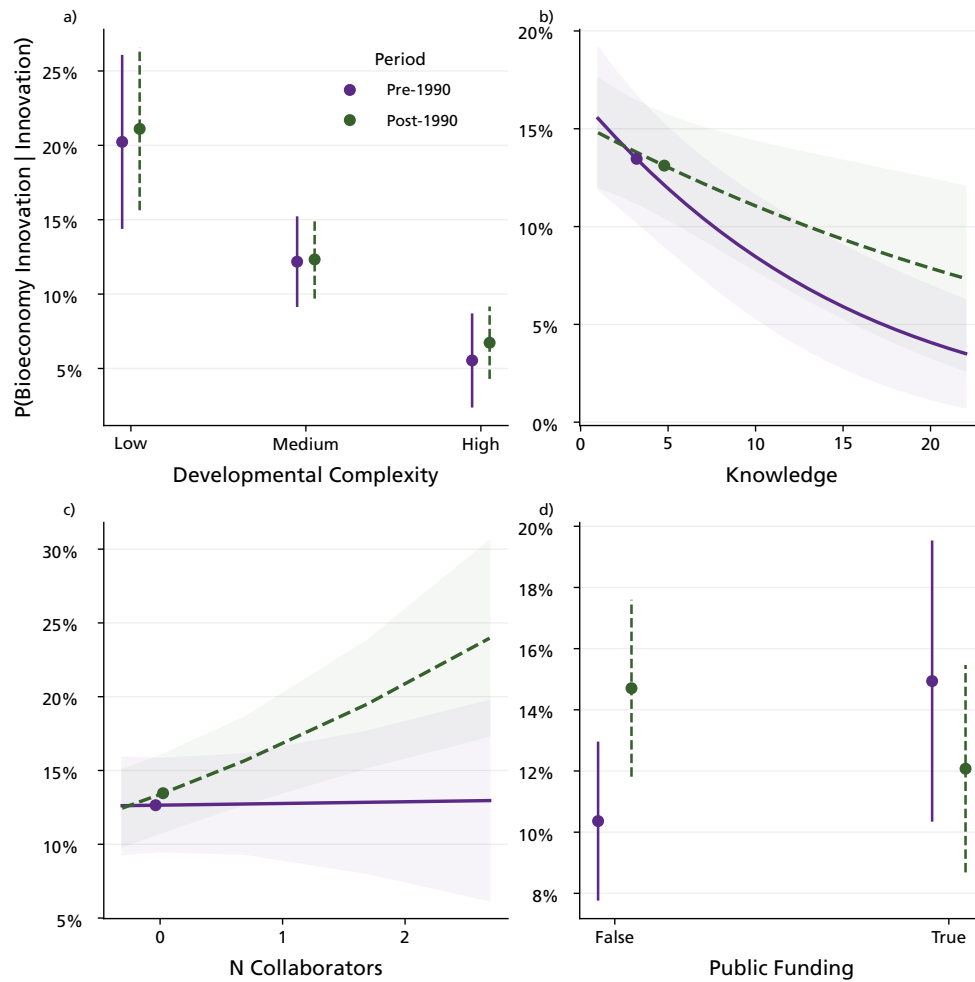 a)
P(Bioeconomy Innovation | Innovation)
25%
20%
15%
10%
5%
Period
Pre-1990
Post-1990
Low Medium High
Developmental Complexity
b)
20%
15%
10%
5%
0%
0 5 10 15 20
Knowledge
c)
30%
25%
20%
15%
10%
5%
0 1 2
N Collaborators
d)
20%
18%
16%
14%
12%
10%
8%
False True
Public Funding